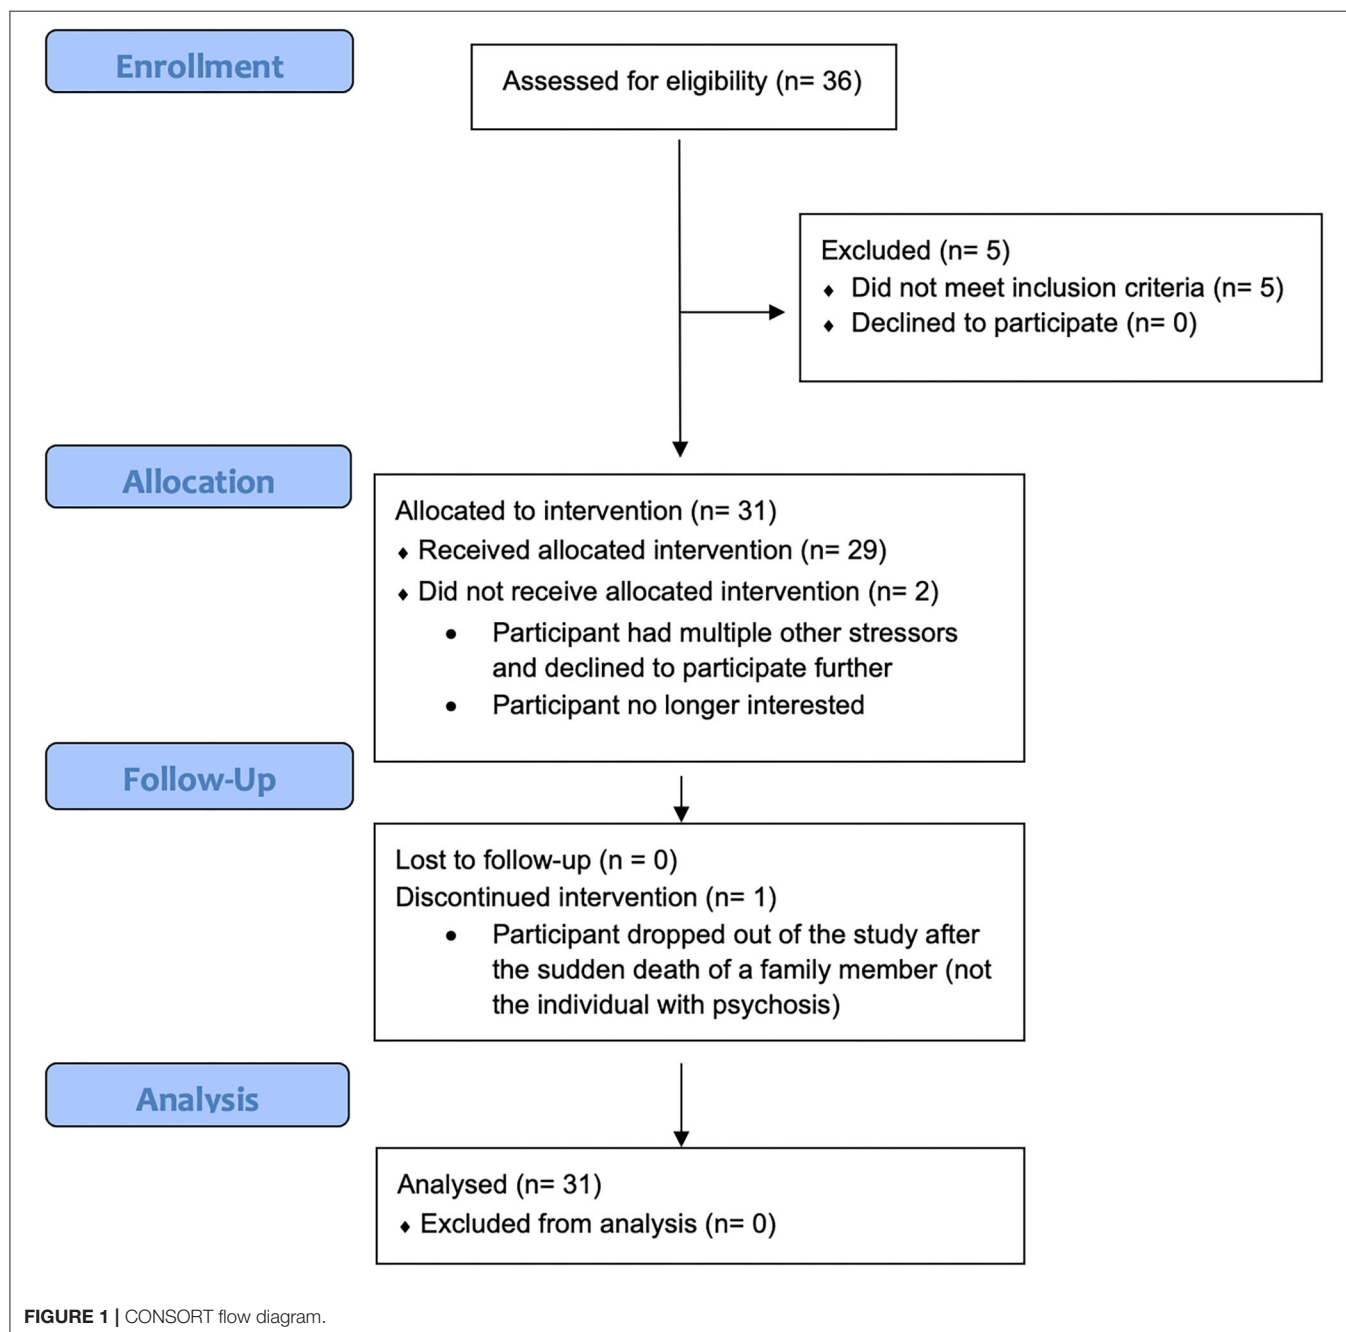 Enrollment
Assessed for eligibility (n= 36)
Excluded (n= 5)
♦ Did not meet inclusion criteria (n= 5)
♦ Declined to participate (n= 0)
Allocation
Allocated to intervention (n= 31)
♦ Received allocated intervention (n= 29)
♦ Did not receive allocated intervention (n= 2)
• Participant had multiple other stressors
and declined to participate further
• Participant no longer interested
Follow-Up
Lost to follow-up (n = 0)
Discontinued intervention (n= 1)
• Participant dropped out of the study after
the sudden death of a family member (not
the individual with psychosis)
Analysis
Analysed (n= 31)
♦ Excluded from analysis (n= 0)
FIGURE 1 | CONSORT flow diagram.